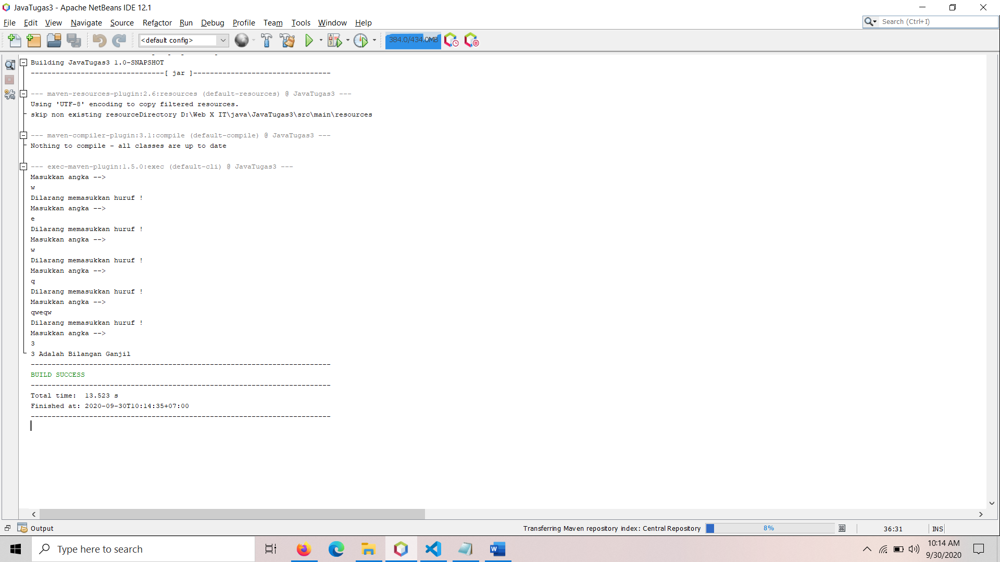 JavaTugas3 - Apache NetBeans IDE 12.1
File Edit View Navigate Source Refactor Run Debug Profile Team Tools Window Help
Search (Ctrl+I)
<default config>
384.0/434.0MB
Building JavaTugas3 1.0-SNAPSHOT
--------------------------------[ jar ]---------------------------------
--- maven-resources-plugin:2.6:resources (default-resources) @ JavaTugas3 ---
Using 'UTF-8' encoding to copy filtered resources.
skip non existing resourceDirectory D:\Web X IT\java\JavaTugas3\src\main\resources
--- maven-compiler-plugin:3.1:compile (default-compile) @ JavaTugas3 ---
Nothing to compile - all classes are up to date
--- exec-maven-plugin:1.5.0:exec (default-cli) @ JavaTugas3 ---
Masukkan angka -->
w
Dilarang memasukkan huruf !
Masukkan angka -->
e
Dilarang memasukkan huruf !
Masukkan angka -->
w
Dilarang memasukkan huruf !
Masukkan angka -->
q
Dilarang memasukkan huruf !
Masukkan angka -->
qweqw
Dilarang memasukkan huruf !
Masukkan angka -->
3
3 Adalah Bilangan Ganjil
------------------------------------------------------------------------
BUILD SUCCESS
------------------------------------------------------------------------
Total time:  13.523 s
Finished at: 2020-09-30T10:14:35+07:00
------------------------------------------------------------------------
Output
Transferring Maven repository index: Central Repository 8% 36:31 INS
Type here to search
10:14 AM
9/30/2020